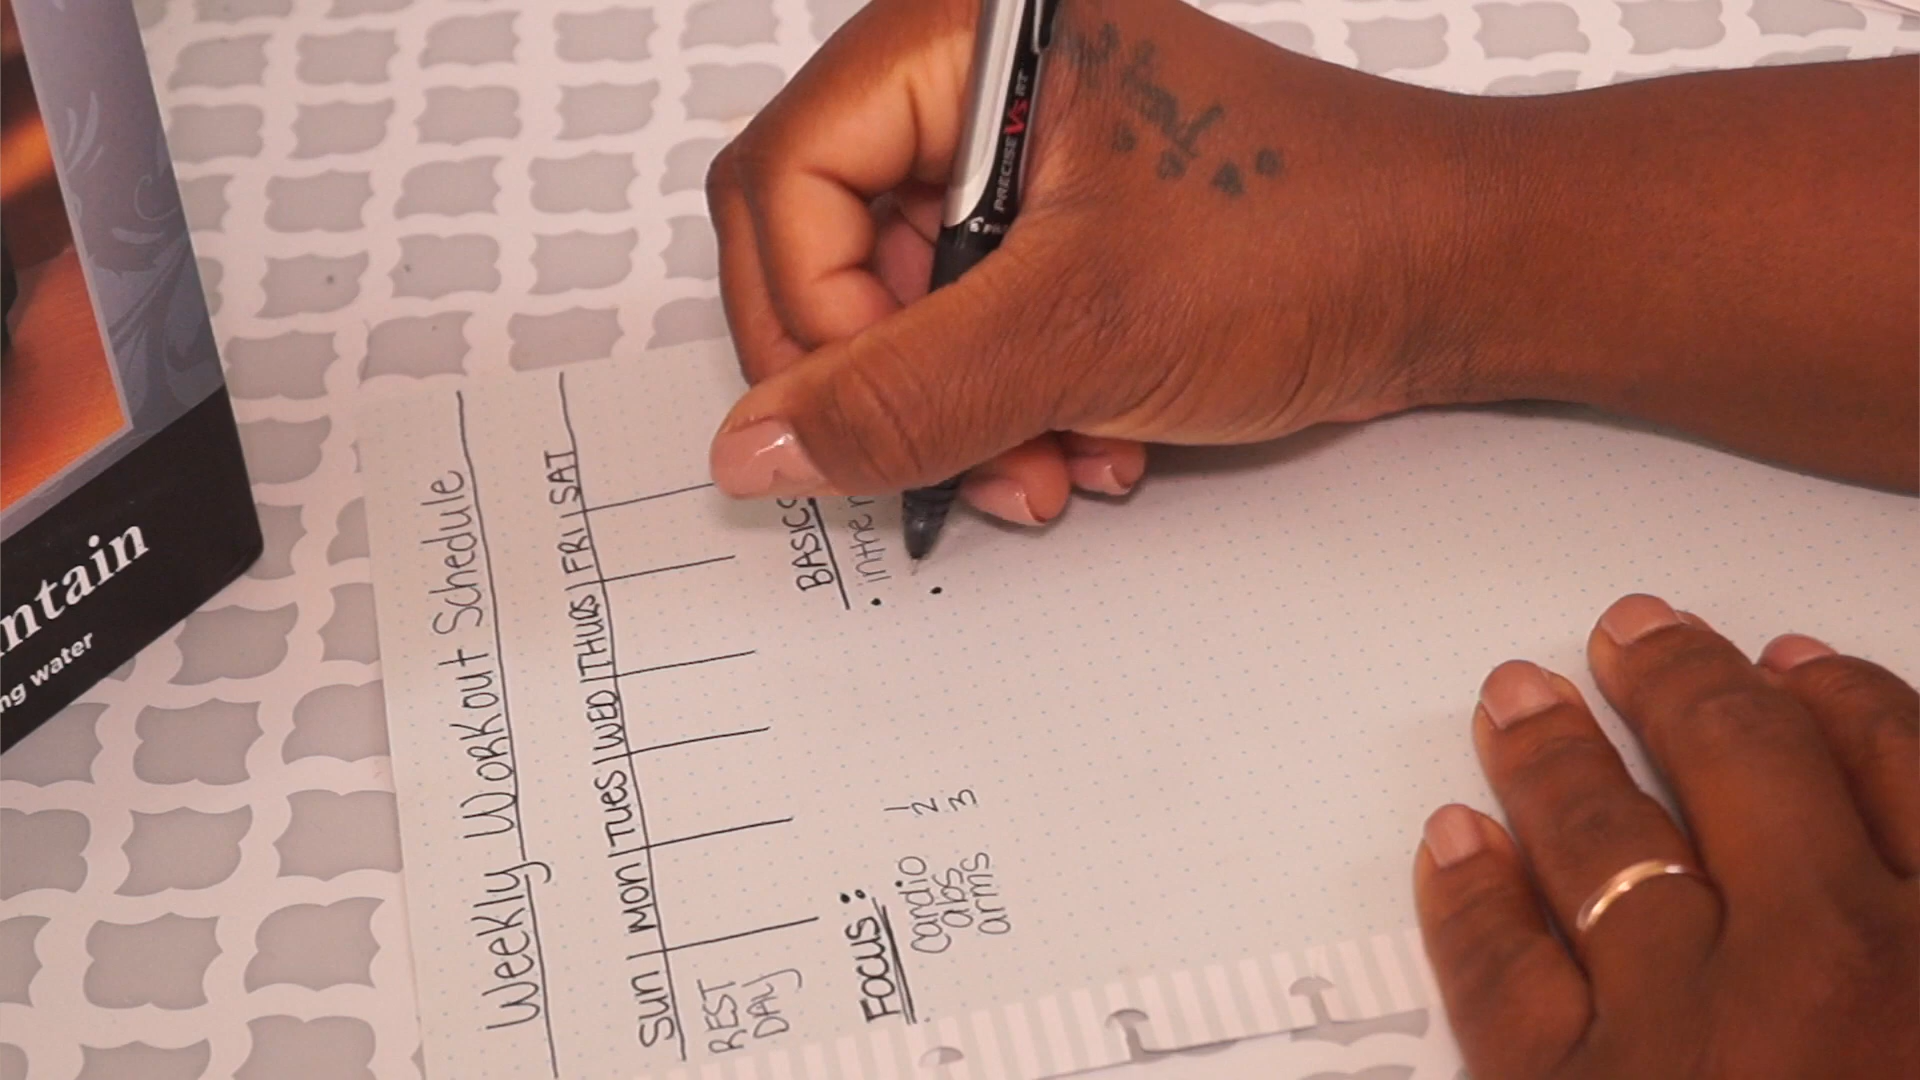 Weekly Workout Schedule
Sun | Mon | Tues | WED | THURS | FRI | SAT
REST
DAY
Focus:
cardio 1
abs 2
arms 3
BASICS
• in the
•
PRECISE V5 RT
ntain
ng water